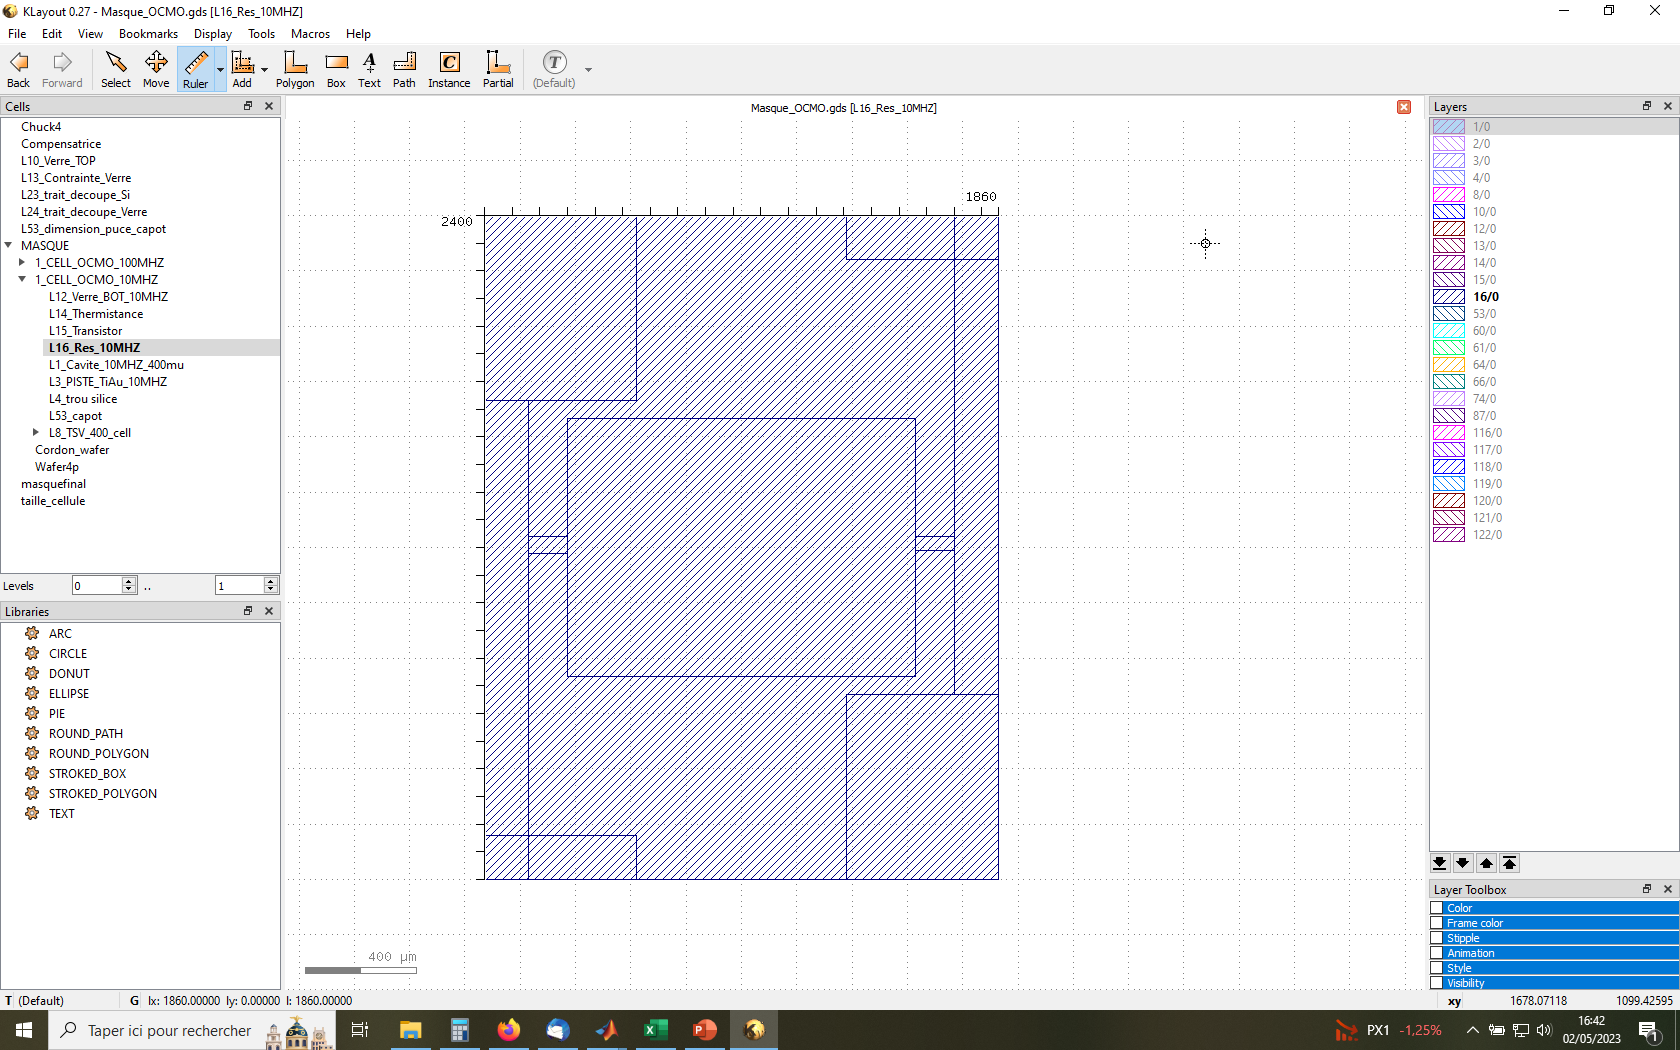 KLayout 0.27 - Masque_OCMO.gds [L16_Res_10MHZ]
File Edit View Bookmarks Display Tools Macros Help
Back Forward Select Move Ruler Add Polygon Box Text Path Instance Partial (Default)
Cells
Chuck4
Compensatrice
L10_Verre_TOP
L13_Contrainte_Verre
L23_trait_decoupe_Si
L24_trait_decoupe_Verre
L53_dimension_puce_capot
MASQUE
1_CELL_OCMO_100MHZ
1_CELL_OCMO_10MHZ
L12_Verre_BOT_10MHZ
L14_Thermistance
L15_Transistor
L16_Res_10MHZ
L1_Cavite_10MHZ_400mu
L3_PISTE_TiAu_10MHZ
L4_trou silice
L53_capot
L8_TSV_400_cell
Cordon_wafer
Wafer4p
masquefinal
taille_cellule
Levels 0 .. 1
Libraries
ARC
CIRCLE
DONUT
ELLIPSE
PIE
ROUND_PATH
ROUND_POLYGON
STROKED_BOX
STROKED_POLYGON
TEXT
Masque_OCMO.gds [L16_Res_10MHZ]
1860
2400
400 µm
Layers
1/0
2/0
3/0
4/0
8/0
10/0
12/0
13/0
14/0
15/0
16/0
53/0
60/0
61/0
64/0
66/0
74/0
87/0
116/0
117/0
118/0
119/0
120/0
121/0
122/0
Layer Toolbox
Color
Frame color
Stipple
Animation
Style
Visibility
T (Default) G lx: 1860.00000 ly: 0.00000 l: 1860.00000 xy 1678.07118 1099.42595
Taper ici pour rechercher
PX1 -1,25%
16:42
02/05/2023
1